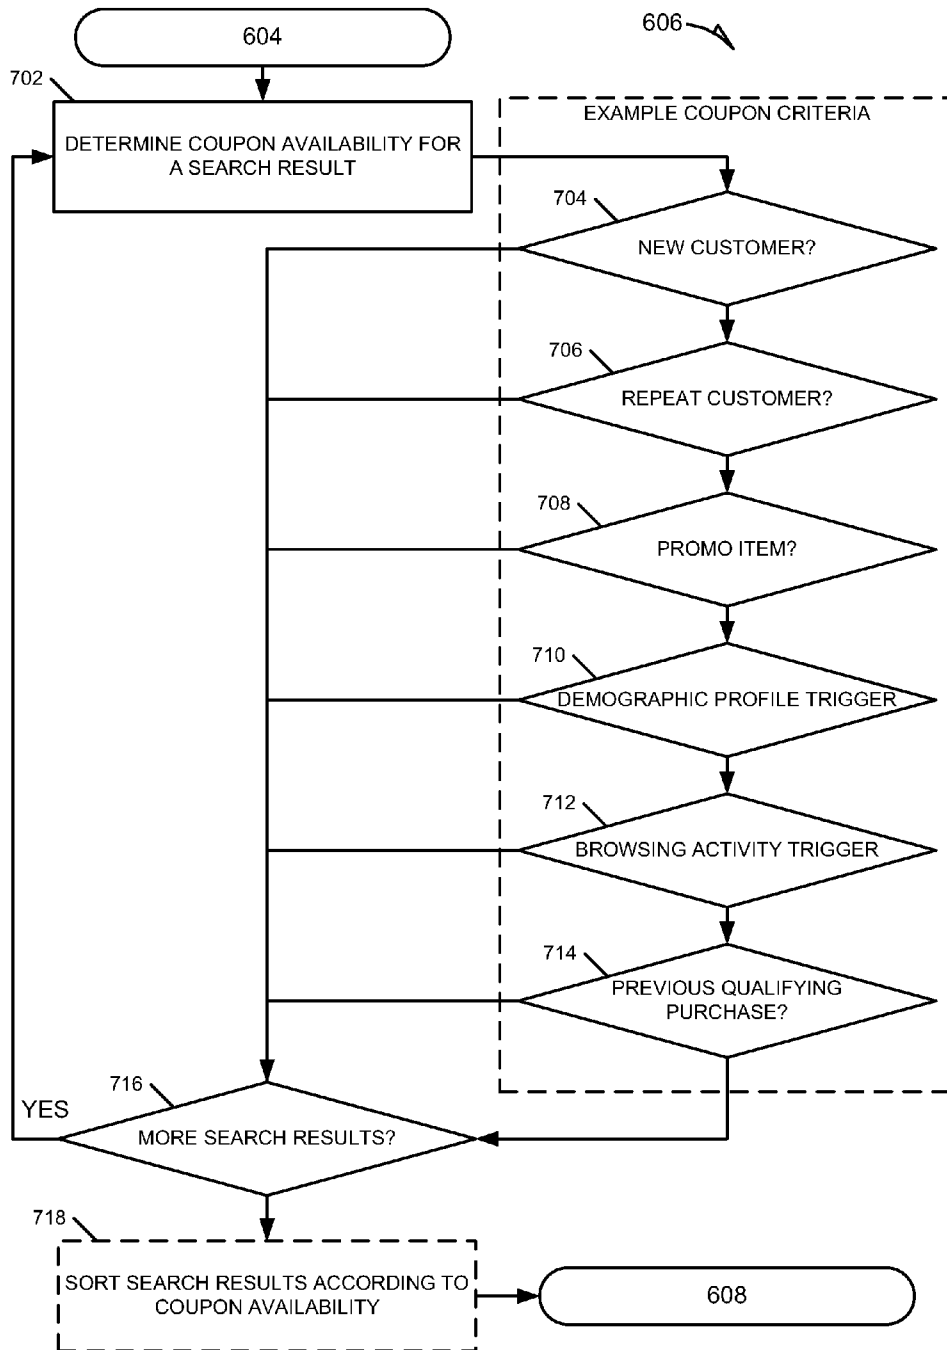 604
606
702
DETERMINE COUPON AVAILABILITY FOR
A SEARCH RESULT
EXAMPLE COUPON CRITERIA
704
NEW CUSTOMER?
706
REPEAT CUSTOMER?
708
PROMO ITEM?
710
DEMOGRAPHIC PROFILE TRIGGER
712
BROWSING ACTIVITY TRIGGER
714
PREVIOUS QUALIFYING
PURCHASE?
716
YES
MORE SEARCH RESULTS?
718
SORT SEARCH RESULTS ACCORDING TO
COUPON AVAILABILITY
608